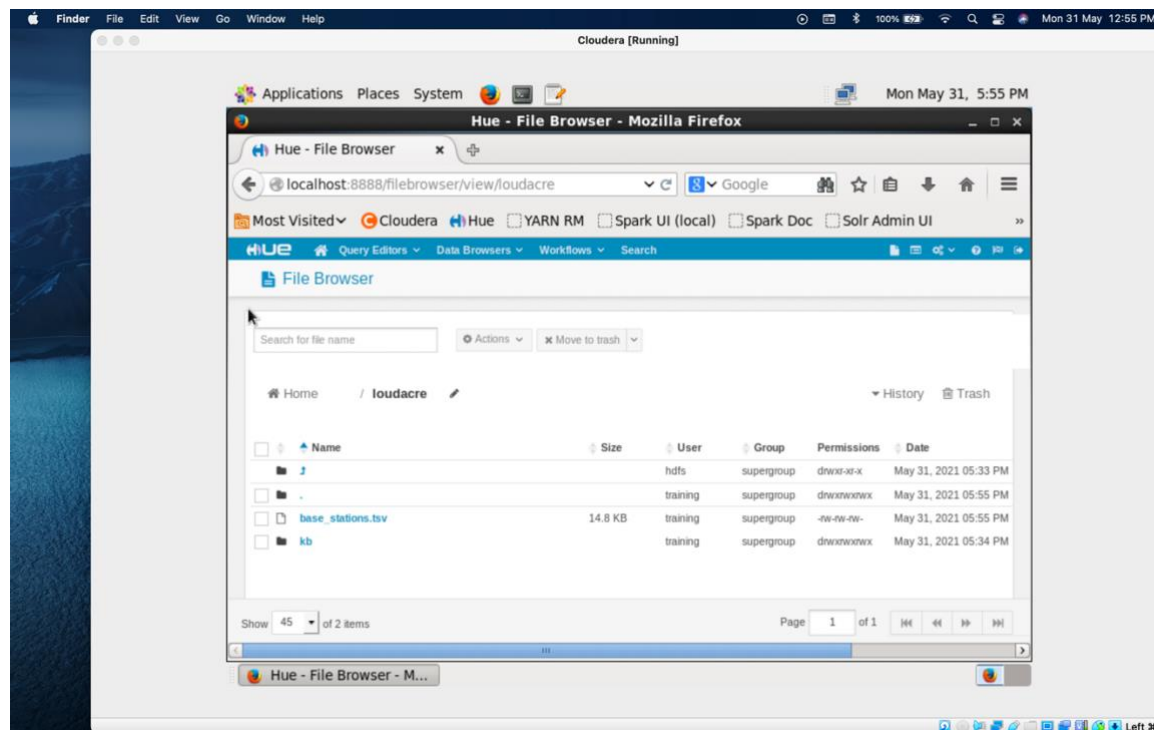 Finder File Edit View Go Window Help 100% Mon 31 May 12:55 PM
Cloudera [Running]
Applications Places System Mon May 31, 5:55 PM
Hue - File Browser - Mozilla Firefox
Hue - File Browser
localhost:8888/filebrowser/view/loudacre Google
Most Visited Cloudera Hue YARN RM Spark UI (local) Spark Doc Solr Admin UI »
HUE Query Editors Data Browsers Workflows Search
File Browser
Search for file name Actions Move to trash
Home / loudacre History Trash
Name Size User Group Permissions Date
hdfs supergroup drwxr-xr-x May 31, 2021 05:33 PM
. training supergroup drwxrwxrwx May 31, 2021 05:55 PM
base_stations.tsv 14.8 KB training supergroup -rw-rw-rw- May 31, 2021 05:55 PM
kb training supergroup drwxrwxrwx May 31, 2021 05:34 PM
Show 45 of 2 items Page 1 of 1
Hue - File Browser - M...
Left ⌘